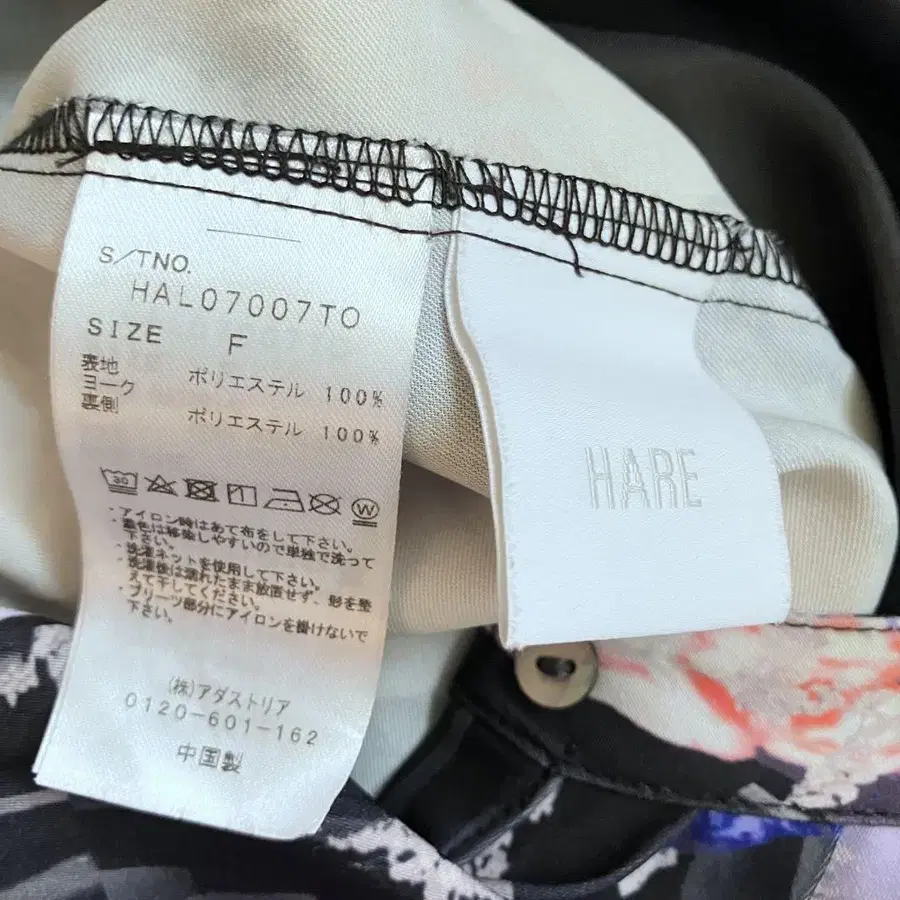 S/TNO.
HAL07007TO
SIZE F
表地
ヨーク ポリエステル 100%
裏側 ポリエステル 100%
30
W
・アイロン時はあて布をして下さい。
・着色は移染しやすいので単独で洗って
下さい。
・洗濯ネットを使用して下さい。
・洗濯後は濡れたまま放置せず、形を整
えて干してください。
・プリーツ部分にアイロンを掛けないで
下さい。
(株)アダストリア
0120-601-162
中国製
HARE